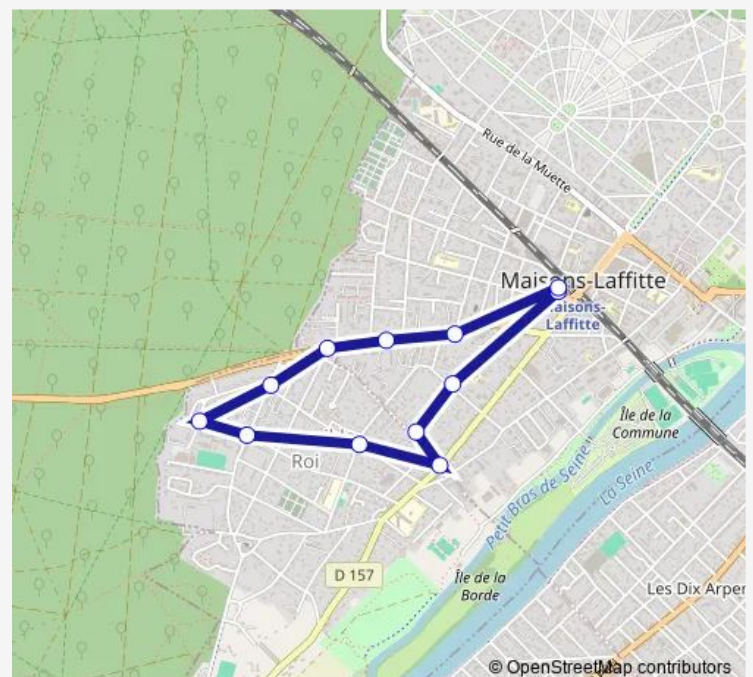 Rue de la Muette
Maisons-Laffitte
Maisons-
Laffitte
Île de la
Commune
Roi
Petit Bras de Seine
La Seine
D 157
Île de la
Borde
Les Dix Arpen
© OpenStreetMap contributors